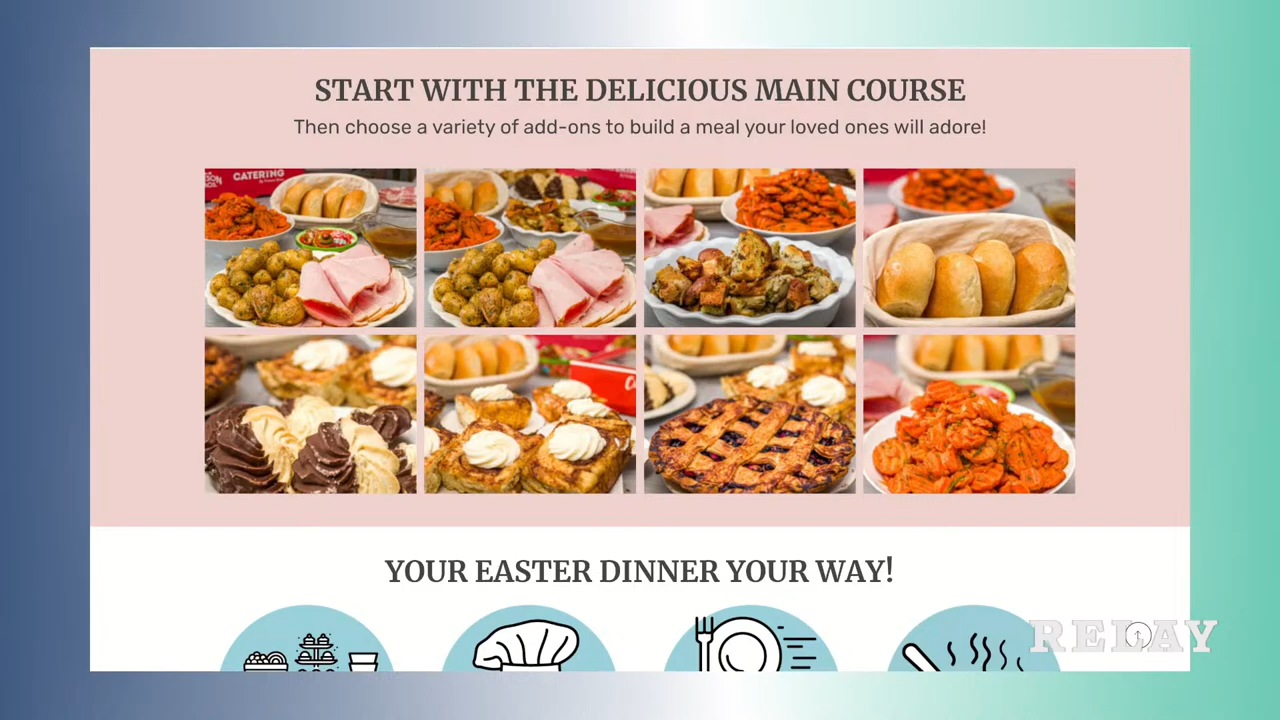 START WITH THE DELICIOUS MAIN COURSE
Then choose a variety of add-ons to build a meal your loved ones will adore!
CATERING
YOUR EASTER DINNER YOUR WAY!
RELAY